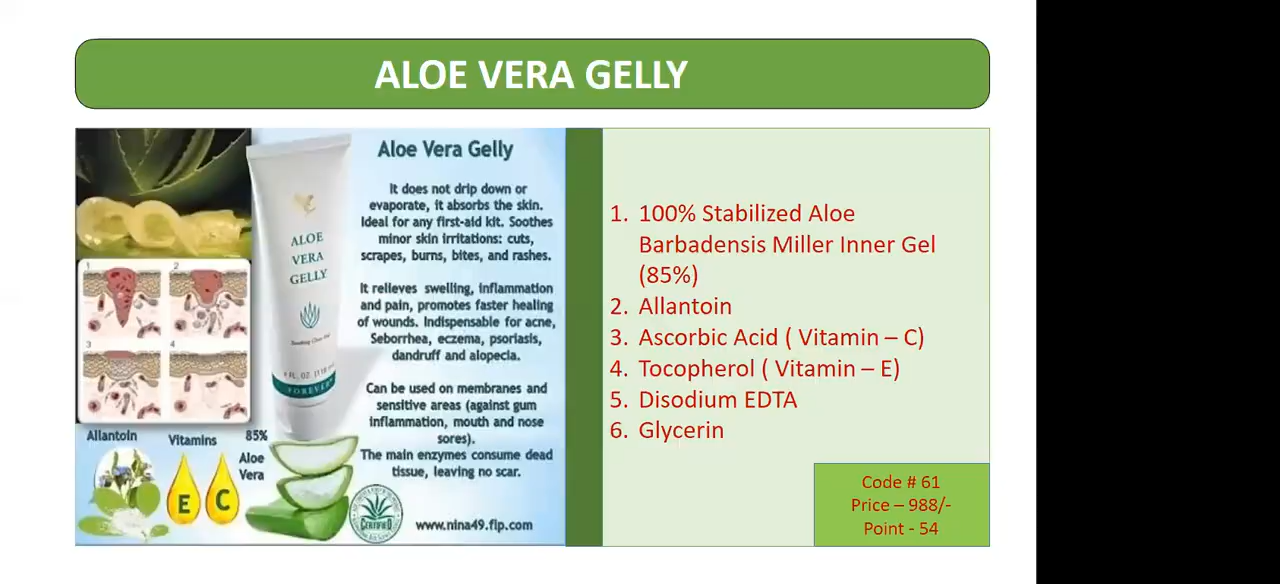 ALOE VERA GELLY
Aloe Vera Gelly
It does not drip down or
evaporate, it absorbs the skin.
Ideal for any first-aid kit. Soothes
minor skin irritations: cuts,
scrapes, burns, bites, and rashes.
It relieves swelling, inflammation
and pain, promotes faster healing
of wounds. Indispensable for acne,
Seborrhea, eczema, psoriasis,
dandruff and alopecia.
Can be used on membranes and
sensitive areas (against gum
inflammation, mouth and nose
sores).
The main enzymes consume dead
tissue, leaving no scar.
www.nina49.flp.com
ALOE
VERA
GELLY
FOREVER
1
2
3
4
Allantoin
Vitamins
85%
Aloe
Vera
E
C
CERTIFIED
1. 100% Stabilized Aloe
Barbadensis Miller Inner Gel
(85%)
2. Allantoin
3. Ascorbic Acid ( Vitamin – C)
4. Tocopherol ( Vitamin – E)
5. Disodium EDTA
6. Glycerin
Code # 61
Price – 988/-
Point - 54